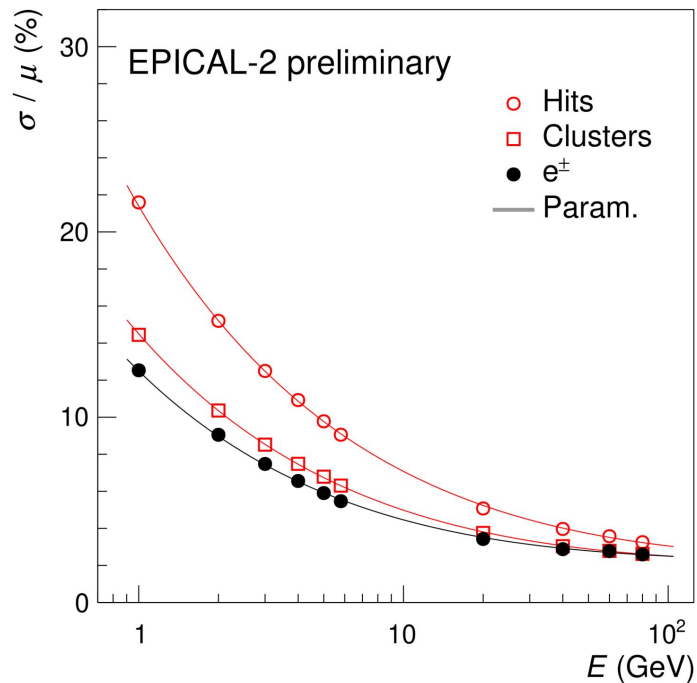 30
20
10
0
σ / μ (%)
EPICAL-2 preliminary
Hits
Clusters
e±
Param.
1
10
10²
E (GeV)